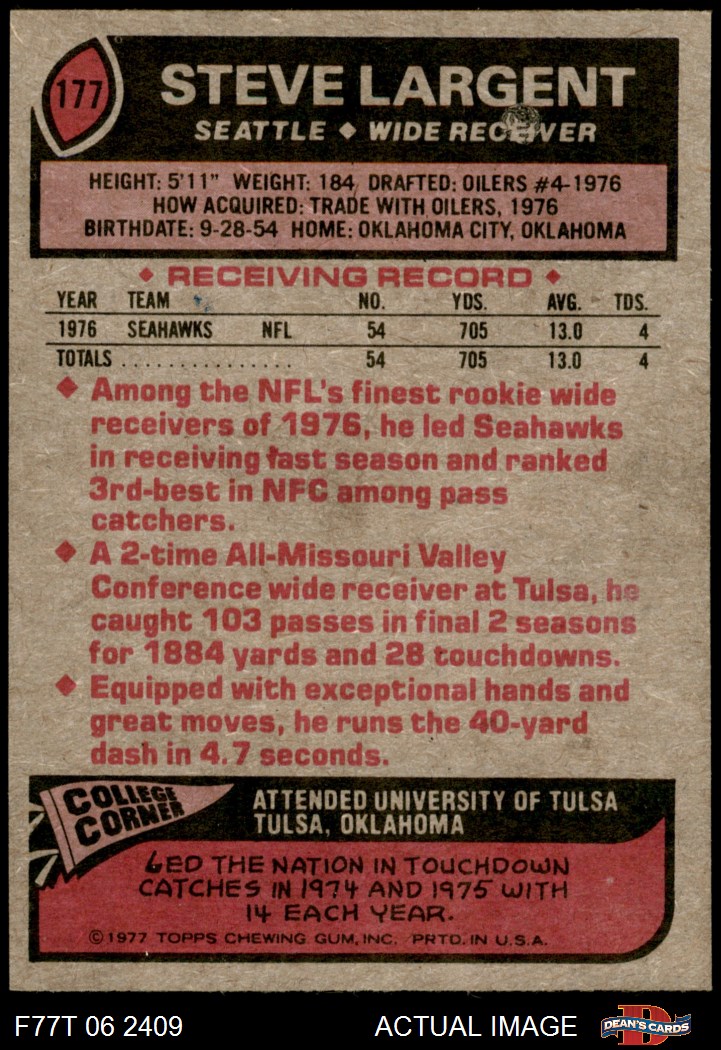 177
STEVE LARGENT
SEATTLE ◆ WIDE RECEIVER
HEIGHT: 5'11" WEIGHT: 184 DRAFTED: OILERS #4-1976
HOW ACQUIRED: TRADE WITH OILERS, 1976
BIRTHDATE: 9-28-54 HOME: OKLAHOMA CITY, OKLAHOMA
◆ RECEIVING RECORD ◆
YEAR TEAM NO. YDS. AVG. TDS.
1976 SEAHAWKS NFL 54 705 13.0 4
TOTALS ............... 54 705 13.0 4
◆ Among the NFL's finest rookie wide
receivers of 1976, he led Seahawks
in receiving last season and ranked
3rd-best in NFC among pass
catchers.
◆ A 2-time All-Missouri Valley
Conference wide receiver at Tulsa, he
caught 103 passes in final 2 seasons
for 1884 yards and 28 touchdowns.
◆ Equipped with exceptional hands and
great moves, he runs the 40-yard
dash in 4.7 seconds.
COLLEGE
CORNER
ATTENDED UNIVERSITY OF TULSA
TULSA, OKLAHOMA
LED THE NATION IN TOUCHDOWN
CATCHES IN 1974 AND 1975 WITH
14 EACH YEAR.
©1977 TOPPS CHEWING GUM, INC. PRTD. IN U.S.A.
F77T 06 2409 ACTUAL IMAGE DEAN'S CARDS